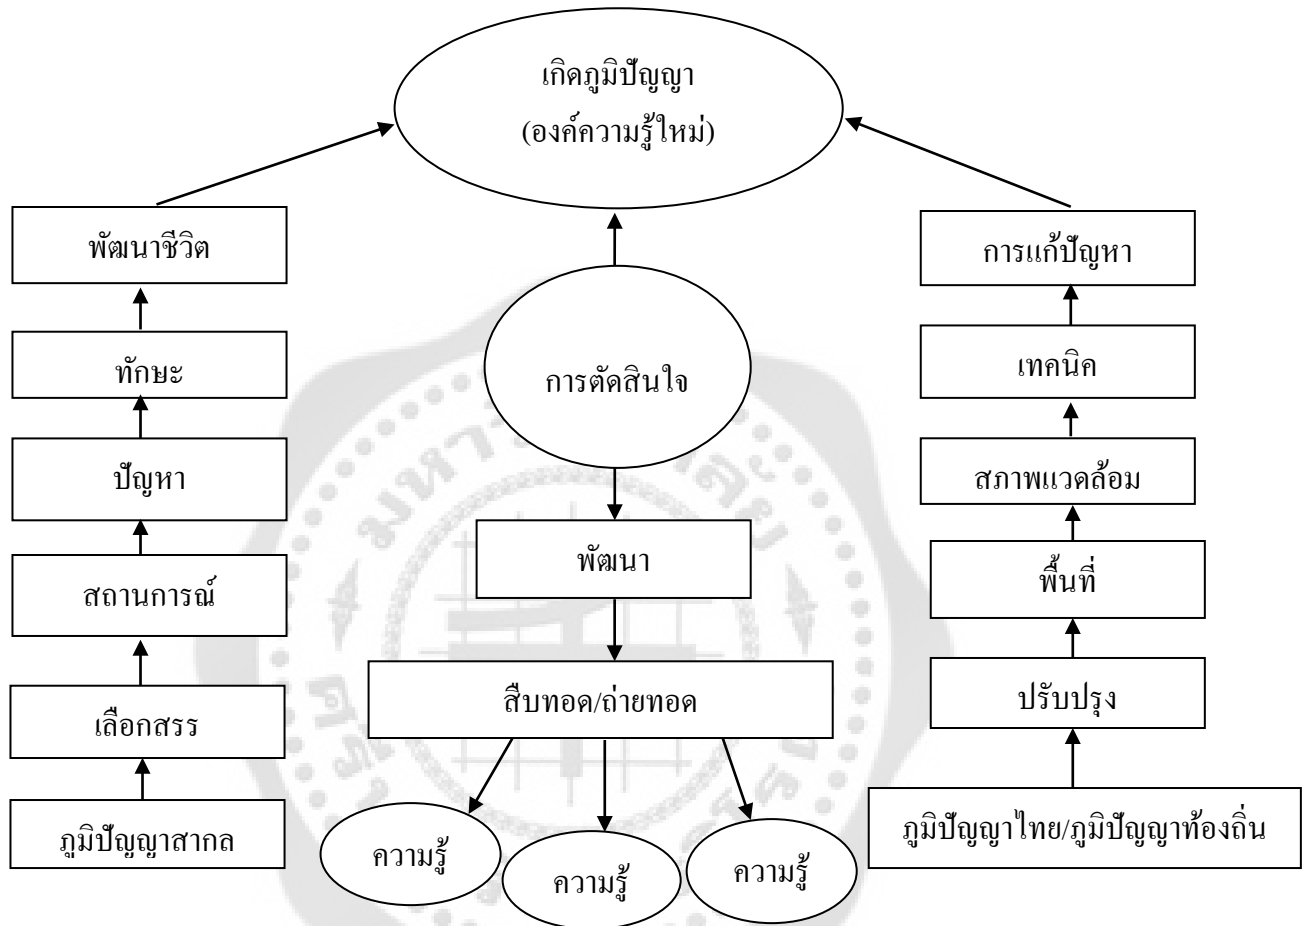 เกิดภูมิปัญญา
(องค์ความรู้ใหม่)
พัฒนาชีวิต
ทักษะ
ปัญหา
สถานการณ์
เลือกสรร
ภูมิปัญญาสากล
การตัดสินใจ
พัฒนา
สืบทอด/ถ่ายทอด
ความรู้
ความรู้
ความรู้
การแก้ปัญหา
เทคนิค
สภาพแวดล้อม
พื้นที่
ปรับปรุง
ภูมิปัญญาไทย/ภูมิปัญญาท้องถิ่น